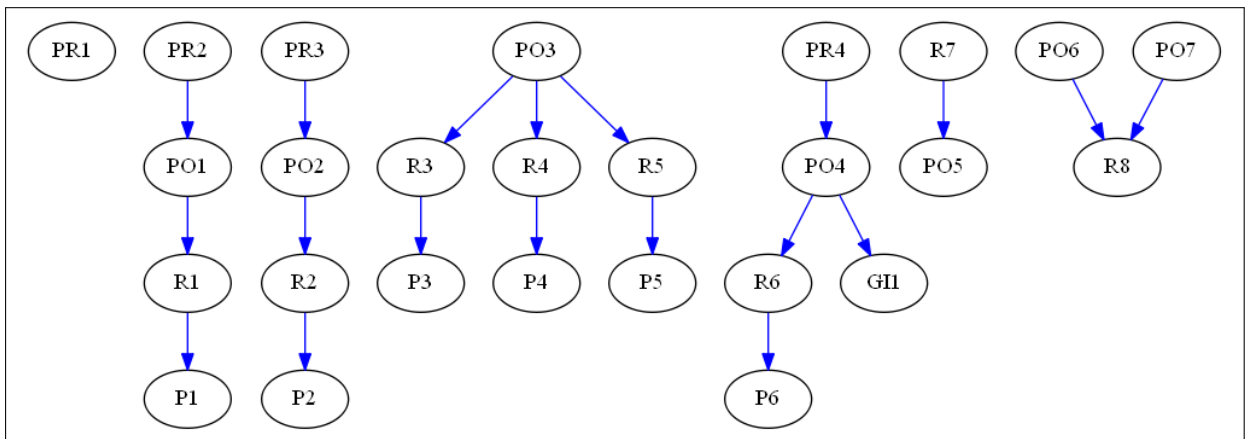 PR1 PR2 PR3 PO3 PR4 R7 PO6 PO7
PO1 PO2 R3 R4 R5 PO4 PO5 R8
R1 R2 P3 P4 P5 R6 GI1
P1 P2 P6